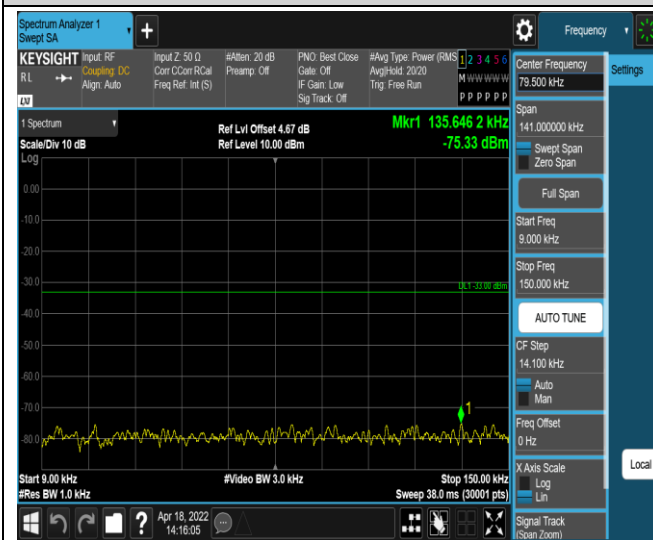 Spectrum Analyzer 1
Swept SA
+
Frequency
KEYSIGHT
RL
LXI
Input: RF
Coupling: DC
Align: Auto
Input Z: 50 Ω
Corr CCorr RCal
Freq Ref: Int (S)
#Atten: 20 dB
Preamp: Off
PNO: Best Close
Gate: Off
IF Gain: Low
Sig Track: Off
#Avg Type: Power (RMS
Avg|Hold: 20/20
Trig: Free Run
1 2 3 4 5 6
M W W W W W
P P P P P P
1 Spectrum
Scale/Div 10 dB
Log
Ref Lvl Offset 4.67 dB
Ref Level 10.00 dBm
Mkr1 135.646 2 kHz
-75.33 dBm
0.00
-10.0
-20.0
-30.0
DL1 -33.00 dBm
-40.0
-50.0
-60.0
-70.0
1
-80.0
Start 9.00 kHz
#Res BW 1.0 kHz
#Video BW 3.0 kHz
Stop 150.00 kHz
Sweep 38.0 ms (30001 pts)
?
Apr 18, 2022
14:16:05
Center Frequency
79.500 kHz
Span
141.000000 kHz
Swept Span
Zero Span
Full Span
Start Freq
9.000 kHz
Stop Freq
150.000 kHz
AUTO TUNE
CF Step
14.100 kHz
Auto
Man
Freq Offset
0 Hz
X Axis Scale
Log
Lin
Signal Track
(Span Zoom)
Settings
Local